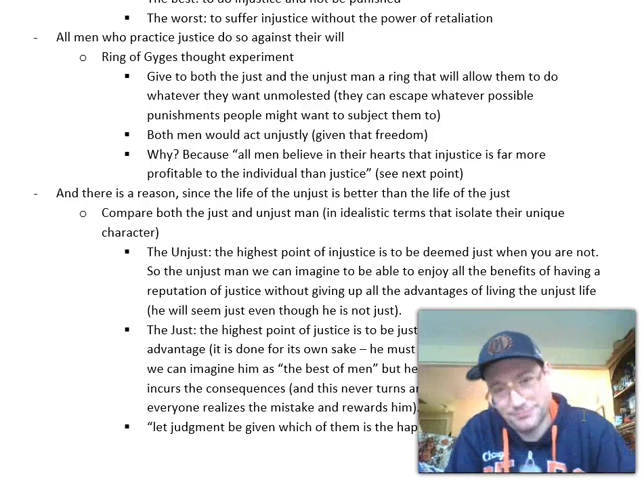 ▪ The best: to do injustice and not be punished
▪ The worst: to suffer injustice without the power of retaliation
- All men who practice justice do so against their will
o Ring of Gyges thought experiment
▪ Give to both the just and the unjust man a ring that will allow them to do
whatever they want unmolested (they can escape whatever possible
punishments people might want to subject them to)
▪ Both men would act unjustly (given that freedom)
▪ Why? Because “all men believe in their hearts that injustice is far more
profitable to the individual than justice” (see next point)
- And there is a reason, since the life of the unjust is better than the life of the just
o Compare both the just and unjust man (in idealistic terms that isolate their unique
character)
▪ The Unjust: the highest point of injustice is to be deemed just when you are not.
So the unjust man we can imagine to be able to enjoy all the benefits of having a
reputation of justice without giving up all the advantages of living the unjust life
(he will seem just even though he is not just).
▪ The Just: the highest point of justice is to be just
advantage (it is done for its own sake – he must
we can imagine him as “the best of men” but he
incurs the consequences (and this never turns ar
everyone realizes the mistake and rewards him).
▪ “let judgment be given which of them is the hap